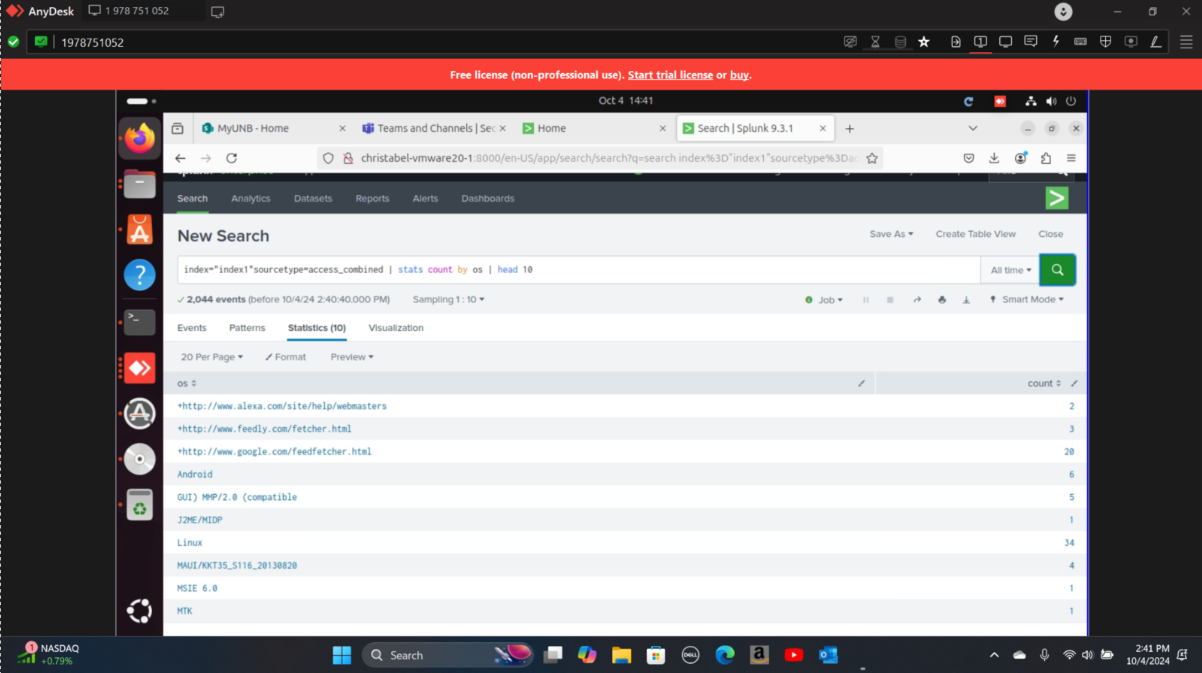 AnyDesk 1 978 751 052
1978751052
Free license (non-professional use). Start trial license or buy.
Oct 4 14:41
MyUNB - Home × Teams and Channels | Sec × Home × Search | Splunk 9.3.1 × +
christabel-vmware20-1:8000/en-US/app/search/search?q=search index%3D"index1"sourcetype%3Dac
Search Analytics Datasets Reports Alerts Dashboards
New Search
Save As ▾ Create Table View Close
index="index1"sourcetype=access_combined | stats count by os | head 10
All time ▾
✓ 2,044 events (before 10/4/24 2:40:40.000 PM) Sampling 1 : 10 ▾ Job ▾ Smart Mode ▾
Events Patterns Statistics (10) Visualization
20 Per Page ▾ Format Preview ▾
os count
+http://www.alexa.com/site/help/webmasters 2
+http://www.feedly.com/fetcher.html 3
+http://www.google.com/feedfetcher.html 20
Android 6
GUI) MMP/2.0 (compatible 5
J2ME/MIDP 1
Linux 34
MAUI/KKT35_S116_20130820 4
MSIE 6.0 1
MTK 1
1 NASDAQ
+0.79%
Search
DELL
a
2:41 PM
10/4/2024